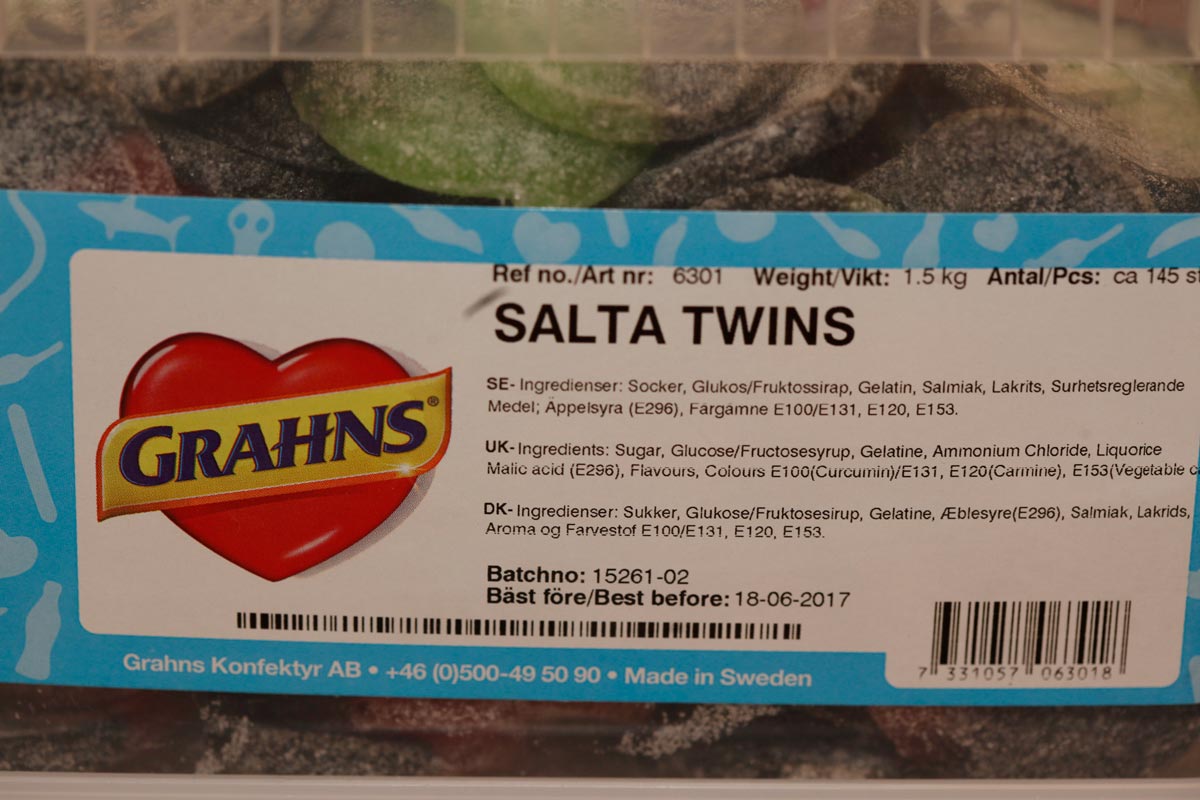 Ref no./Art nr: 6301 Weight/Vikt: 1.5 kg Antal/Pcs: ca 145
SALTA TWINS
SE- Ingredienser: Socker, Glukos/Fruktossirap, Gelatin, Salmiak, Lakrits, Surhetsreglerande
Medel; Äppelsyra (E296), Färgämne E100/E131, E120, E153.
UK- Ingredients: Sugar, Glucose/Fructosesyrup, Gelatine, Ammonium Chloride, Liquorice
Malic acid (E296), Flavours, Colours E100(Curcumin)/E131, E120(Carmine), E153(Vegetable
DK- Ingredienser: Sukker, Glukose/Fruktosesirup, Gelatine, Æblesyre(E296), Salmiak, Lakrids,
Aroma og Farvestof E100/E131, E120, E153.
GRAHNS®
Batchno: 15261-02
Bäst före/Best before: 18-06-2017
7 331057 063018
Grahns Konfektyr AB • +46 (0)500-49 50 90 • Made in Sweden